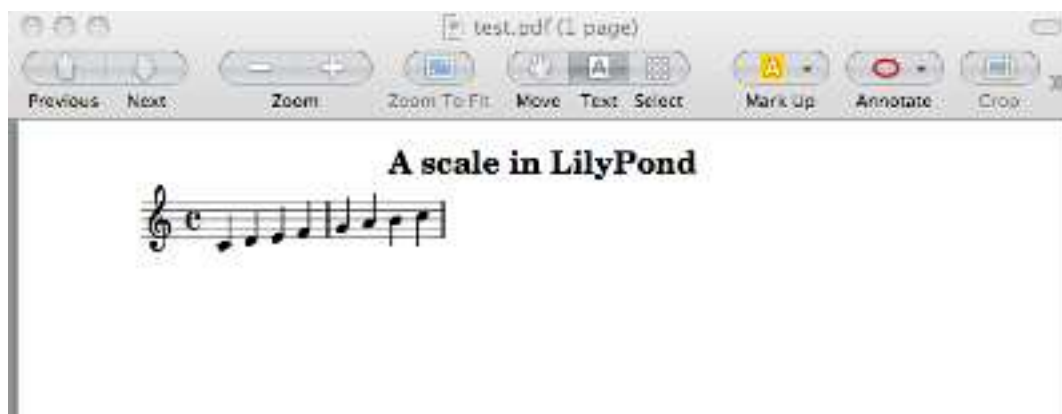 test.pdf (1 page)
Previous Next Zoom Zoom To Fit Move Text Select Mark Up Annotate Crop
A scale in LilyPond